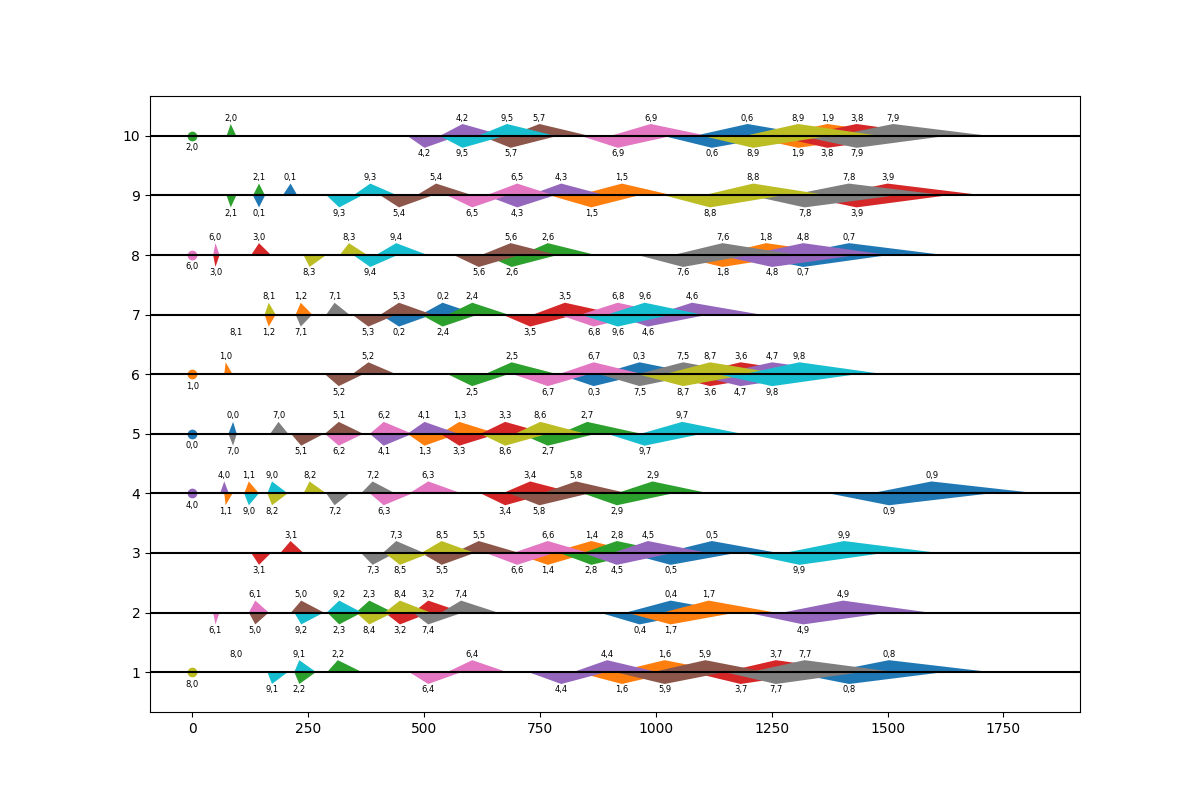 2,0 4,2 9,5 5,7 6,9 0,6 8,9 1,9 3,8 7,9
10
2,0 4,2 9,5 5,7 6,9 0,6 8,9 1,9 3,8 7,9
2,1 0,1 9,3 5,4 6,5 4,3 1,5 8,8 7,8 3,9
9
2,1 0,1 9,3 5,4 6,5 4,3 1,5 8,8 7,8 3,9
6,0 3,0 8,3 9,4 5,6 2,6 7,6 1,8 4,8 0,7
8
6,0 3,0 8,3 9,4 5,6 2,6 7,6 1,8 4,8 0,7
8,1 1,2 7,1 5,3 0,2 2,4 3,5 6,8 9,6 4,6
7
8,1 1,2 7,1 5,3 0,2 2,4 3,5 6,8 9,6 4,6
1,0 5,2 2,5 6,7 0,3 7,5 8,7 3,6 4,7 9,8
6
1,0 5,2 2,5 6,7 0,3 7,5 8,7 3,6 4,7 9,8
0,0 7,0 5,1 6,2 4,1 1,3 3,3 8,6 2,7 9,7
5
0,0 7,0 5,1 6,2 4,1 1,3 3,3 8,6 2,7 9,7
4,0 1,1 9,0 8,2 7,2 6,3 3,4 5,8 2,9 0,9
4
4,0 1,1 9,0 8,2 7,2 6,3 3,4 5,8 2,9 0,9
3,1 7,3 8,5 5,5 6,6 1,4 2,8 4,5 0,5 9,9
3
3,1 7,3 8,5 5,5 6,6 1,4 2,8 4,5 0,5 9,9
6,1 5,0 9,2 2,3 8,4 3,2 7,4 0,4 1,7 4,9
2
6,1 5,0 9,2 2,3 8,4 3,2 7,4 0,4 1,7 4,9
8,0 9,1 2,2 6,4 4,4 1,6 5,9 3,7 7,7 0,8
1
8,0 9,1 2,2 6,4 4,4 1,6 5,9 3,7 7,7 0,8
0 250 500 750 1000 1250 1500 1750